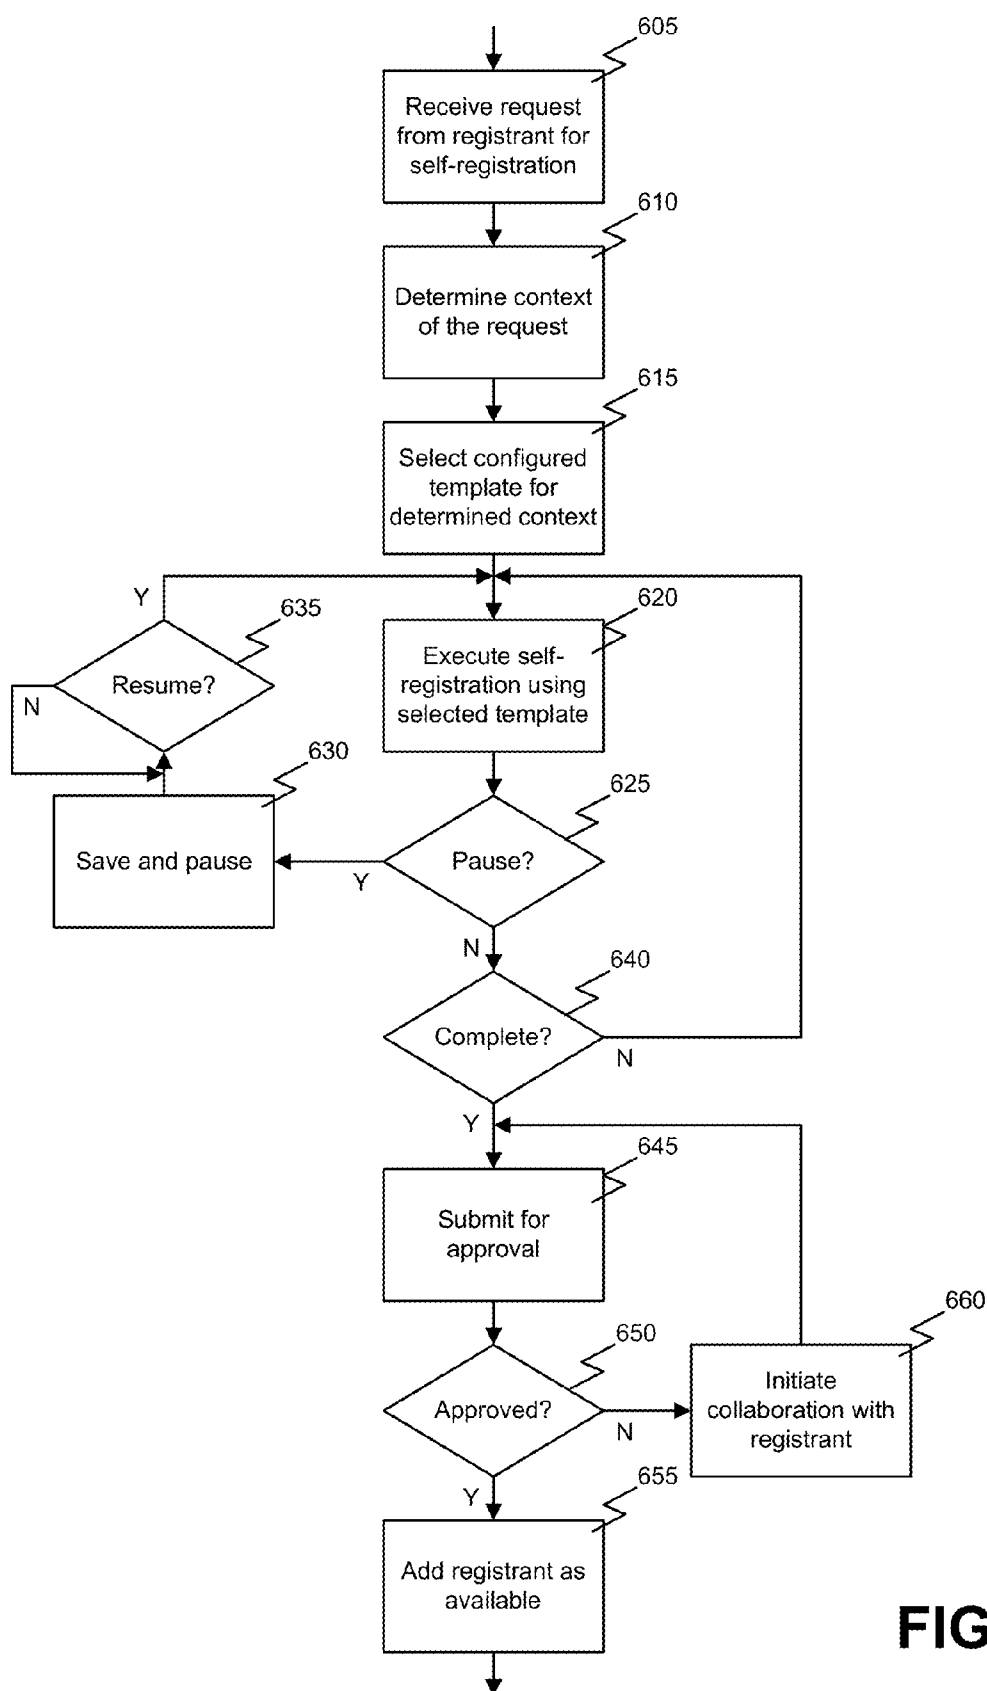 605
Receive request
from registrant for
self-registration
610
Determine context
of the request
615
Select configured
template for
determined context
Y
635
620
Resume?
N
Execute self-
registration using
selected template
630
625
Save and pause
Y
Pause?
N
640
Complete?
N
Y
645
Submit for
approval
650
660
Approved?
N
Initiate
collaboration with
registrant
Y
655
Add registrant as
available
FIG